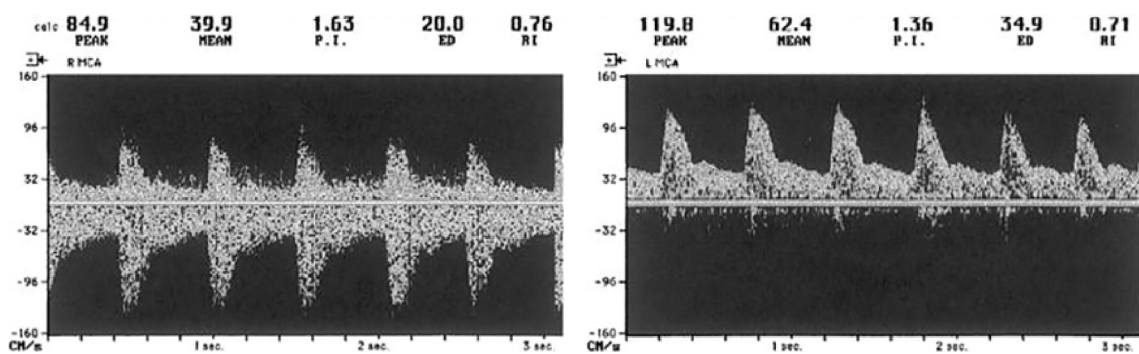 calc 84.9 39.9 1.63 20.0 0.76
PEAK MEAN P.I. ED RI
R MCA
160
96
32
-32
-96
-160
CM/s 1 sec. 2 sec. 3 sec.
119.8 62.4 1.36 34.9 0.71
PEAK MEAN P.I. ED RI
L MCA
160
96
32
-32
-96
-160
CM/s 1 sec. 2 sec. 3 sec.